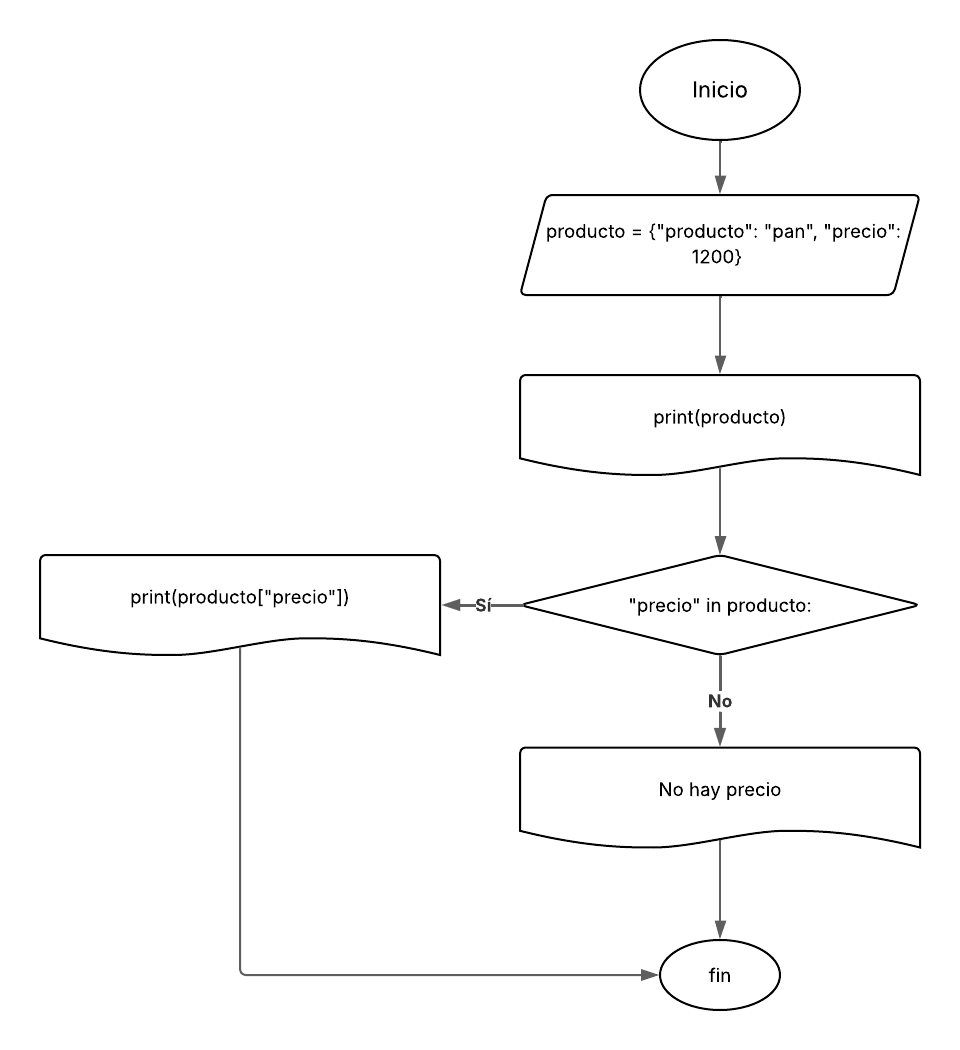 Inicio
producto = {"producto": "pan", "precio":
1200}
print(producto)
"precio" in producto:
Sí
print(producto["precio"])
No
No hay precio
fin